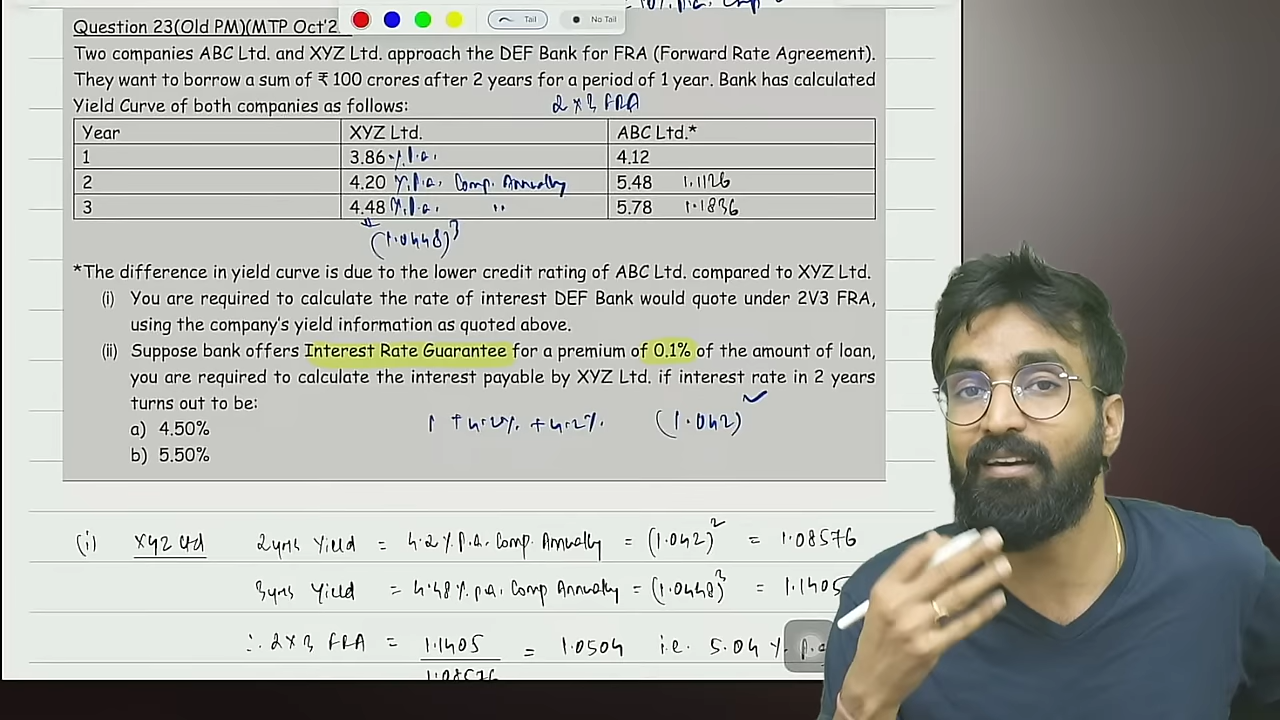 Question 23(Old PM)(MTP Oct'2
Tail
No Tail
Two companies ABC Ltd. and XYZ Ltd. approach the DEF Bank for FRA (Forward Rate Agreement).
They want to borrow a sum of ₹ 100 crores after 2 years for a period of 1 year. Bank has calculated
Yield Curve of both companies as follows: 2×3 FRA
Year XYZ Ltd. ABC Ltd.*
1 3.86 %.p.a. 4.12
2 4.20 %.p.a. Comp. Annually 5.48 1.1126
3 4.48 %.p.a. '' 5.78 1.1836
(1.0448)³
*The difference in yield curve is due to the lower credit rating of ABC Ltd. compared to XYZ Ltd.
(i) You are required to calculate the rate of interest DEF Bank would quote under 2V3 FRA,
using the company's yield information as quoted above.
(ii) Suppose bank offers Interest Rate Guarantee for a premium of 0.1% of the amount of loan,
you are required to calculate the interest payable by XYZ Ltd. if interest rate in 2 years
turns out to be:
1 + 4.2% + 4.2% (1.042)
a) 4.50%
b) 5.50%
(i) XYZ Ltd 2yrs Yield = 4.2 %.p.a. Comp. Annually = (1.042)² = 1.08576
3yrs Yield = 4.48 %.p.a. Comp Annually = (1.0448)³ = 1.1405
∴ 2×3 FRA = 1.1405 = 1.0504 i.e. 5.04 %. p.a
1.08576